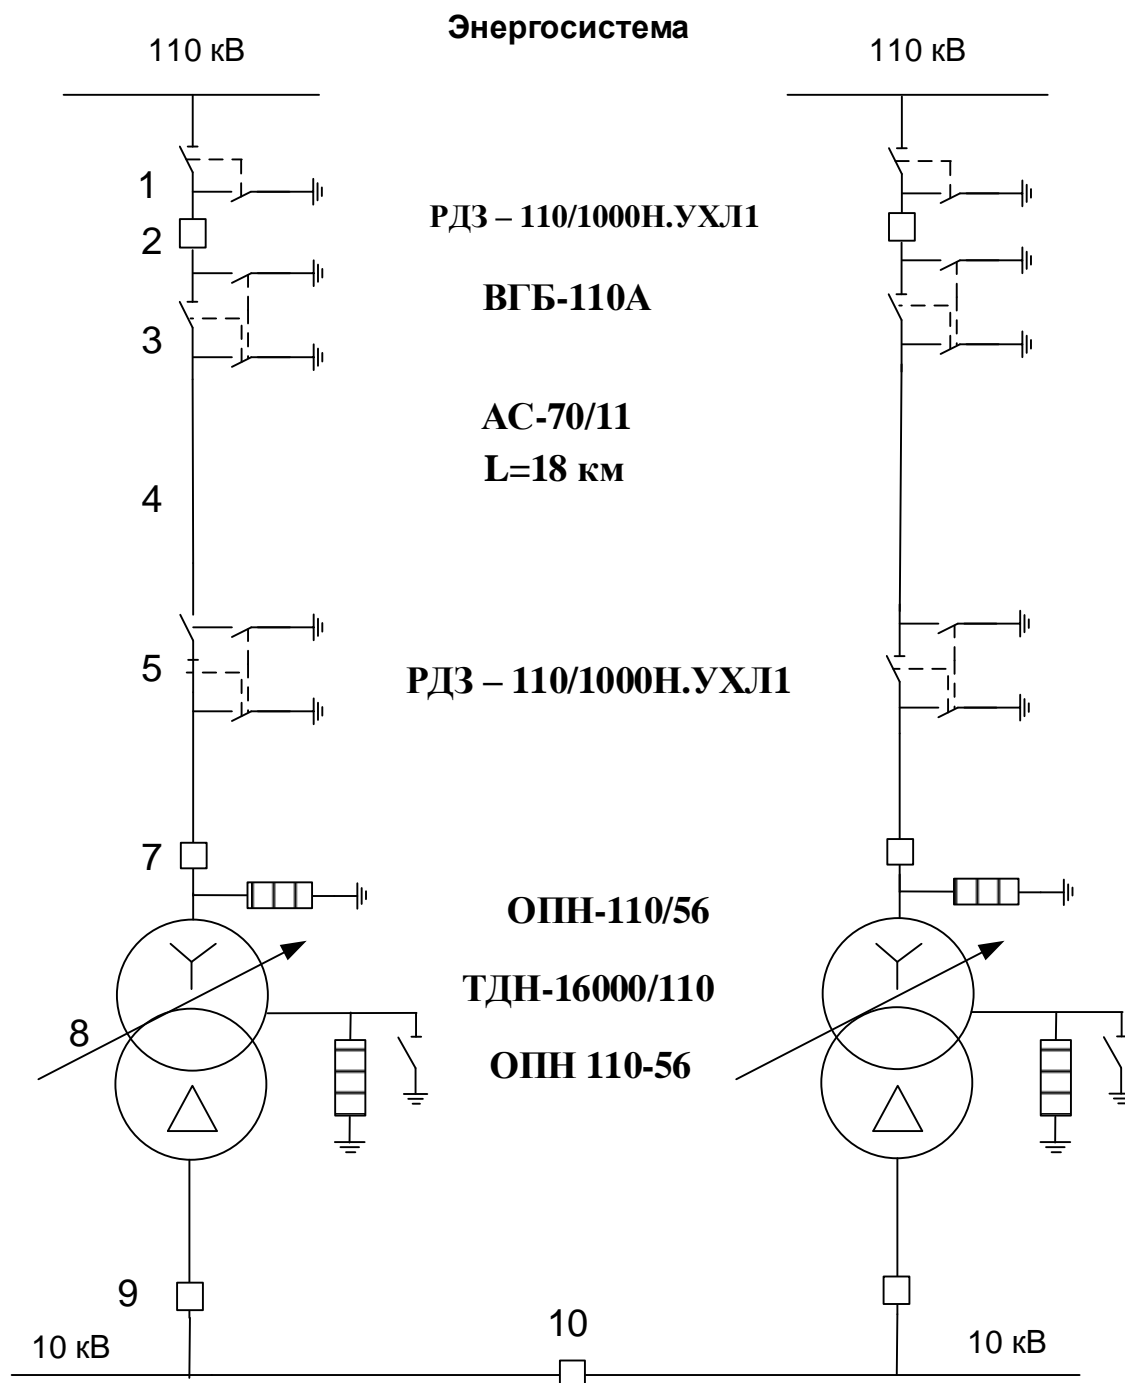 Энергосистема
110 кВ
110 кВ
1
РДЗ – 110/1000Н.УХЛ1
2
ВГБ-110А
3
АС-70/11
L=18 км
4
5
РДЗ – 110/1000Н.УХЛ1
7
ОПН-110/56
ТДН-16000/110
8
ОПН 110-56
9
10
10 кВ
10 кВ